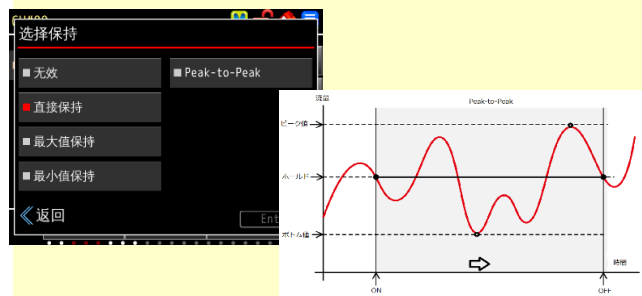 选择保持
无效
Peak-to-Peak
直接保持
最大值保持
最小值保持
返回
Ent
流量
Peak-to-Peak
ピーク値
ホールド
ボトム値
時間
ON
OFF